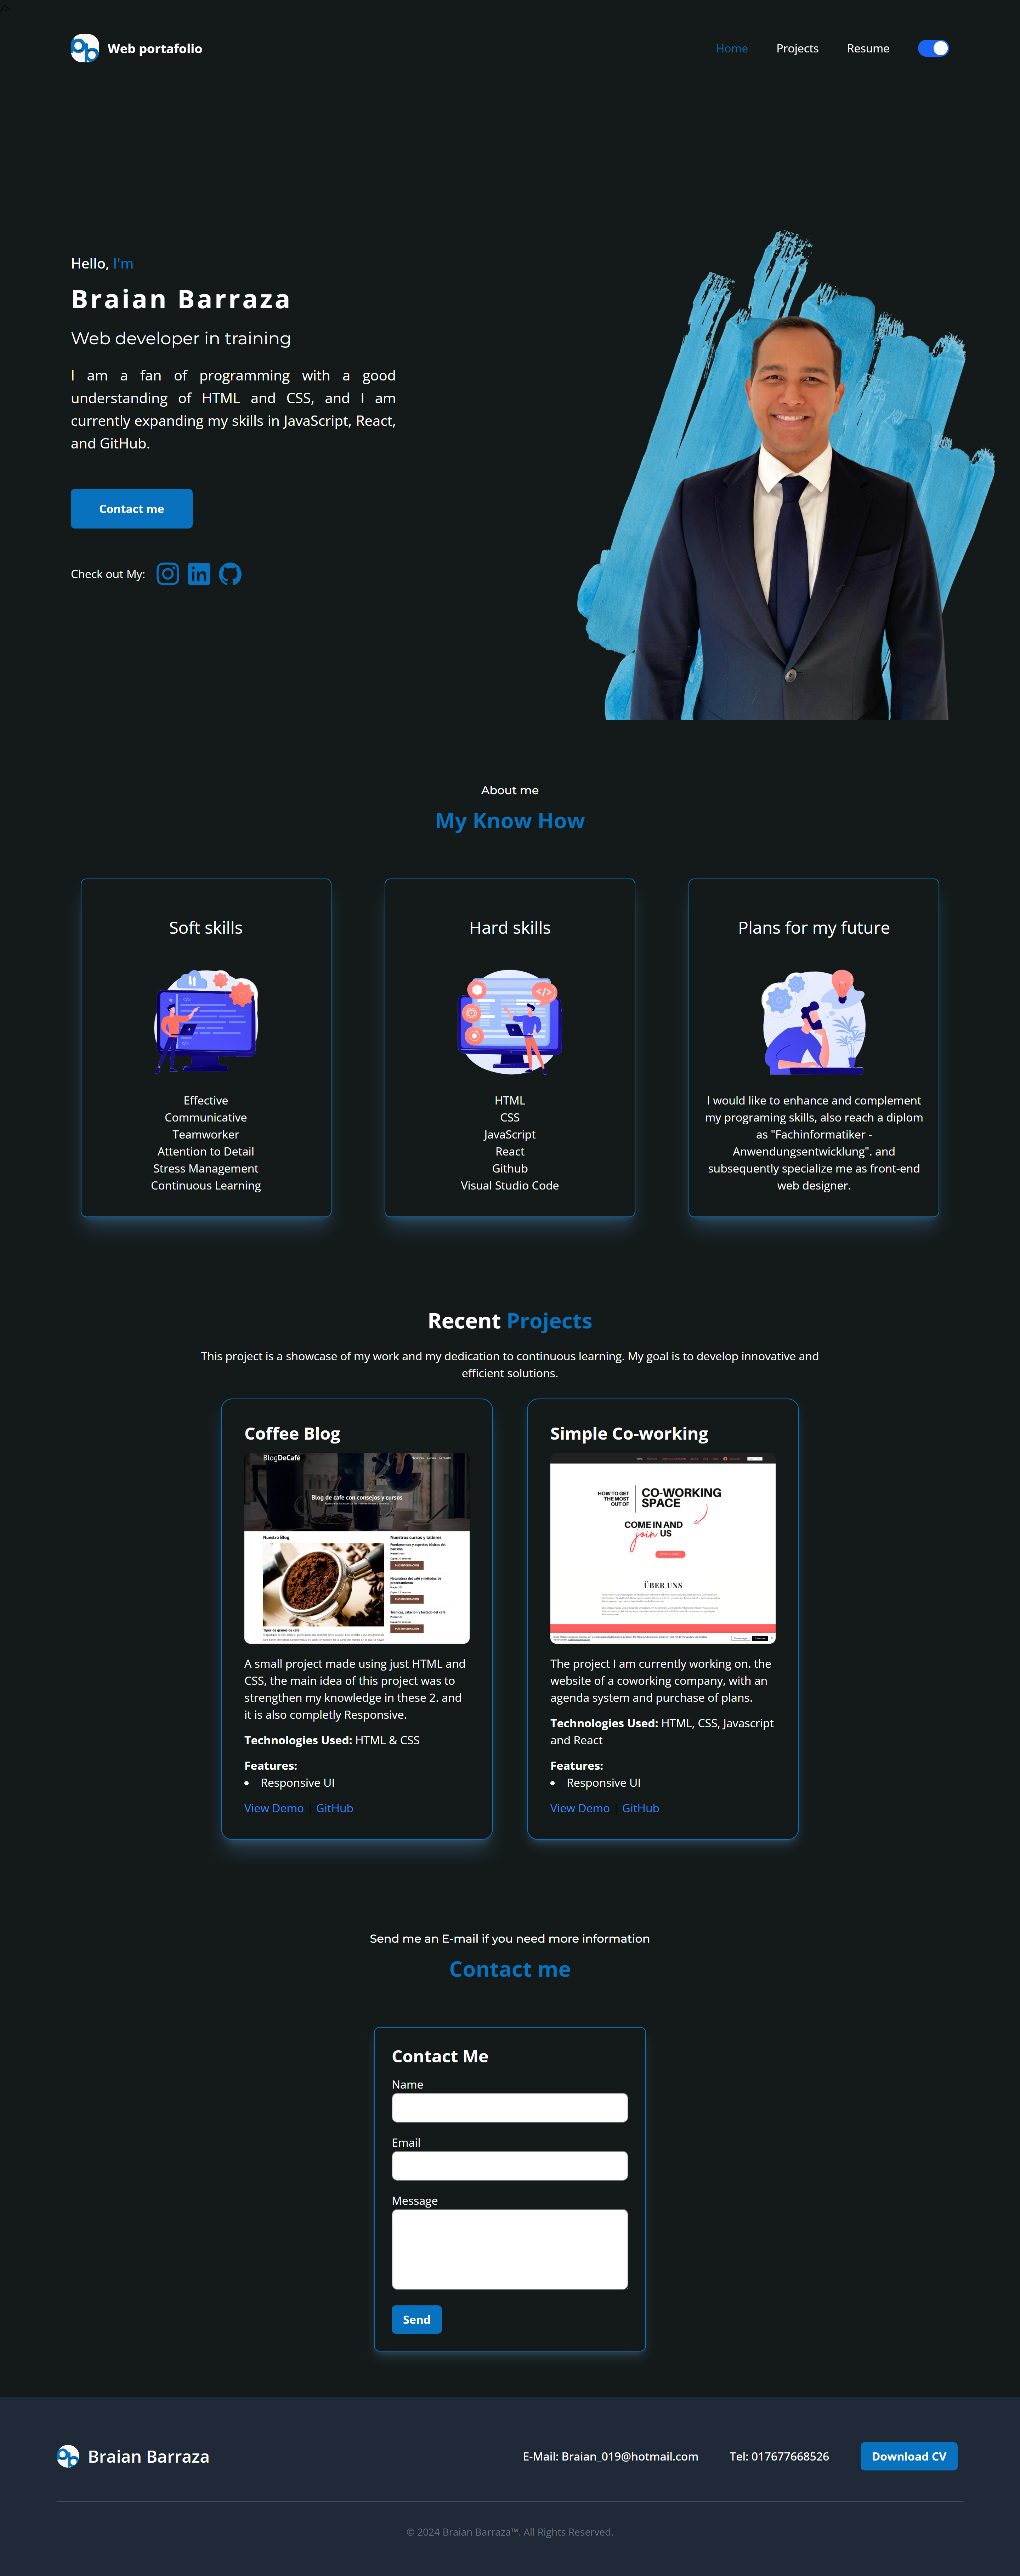 />
Web portafolio
Home
Projects
Resume
Hello, I'm
Braian Barraza
Web developer in training
I am a fan of programming with a good
understanding of HTML and CSS, and I am
currently expanding my skills in JavaScript, React,
and GitHub.
Contact me
Check out My:
About me
My Know How
Soft skills
Effective
Communicative
Teamworker
Attention to Detail
Stress Management
Continuous Learning
Hard skills
HTML
CSS
JavaScript
React
Github
Visual Studio Code
Plans for my future
I would like to enhance and complement
my programing skills, also reach a diplom
as "Fachinformatiker -
Anwendungsentwicklung". and
subsequently specialize me as front-end
web designer.
Recent Projects
This project is a showcase of my work and my dedication to continuous learning. My goal is to develop innovative and
efficient solutions.
Coffee Blog
BlogDeCafé
Blog de cafe con consejos y cursos
Nuestro Blog
Nuestros cursos y talleres
Tipos de granos de café
A small project made using just HTML and
CSS, the main idea of this project was to
strengthen my knowledge in these 2. and
it is also completly Responsive.
Technologies Used: HTML & CSS
Features:
Responsive UI
View Demo | GitHub
Simple Co-working
HOW TO GET
THE MOST
OUT OF
CO-WORKING
SPACE
COME IN AND
join US
ÜBER UNS
The project I am currently working on. the
website of a coworking company, with an
agenda system and purchase of plans.
Technologies Used: HTML, CSS, Javascript
and React
Features:
Responsive UI
View Demo | GitHub
Send me an E-mail if you need more information
Contact me
Contact Me
Name
Email
Message
Send
Braian Barraza
E-Mail: Braian_019@hotmail.com
Tel: 017677668526
Download CV
© 2024 Braian Barraza™. All Rights Reserved.